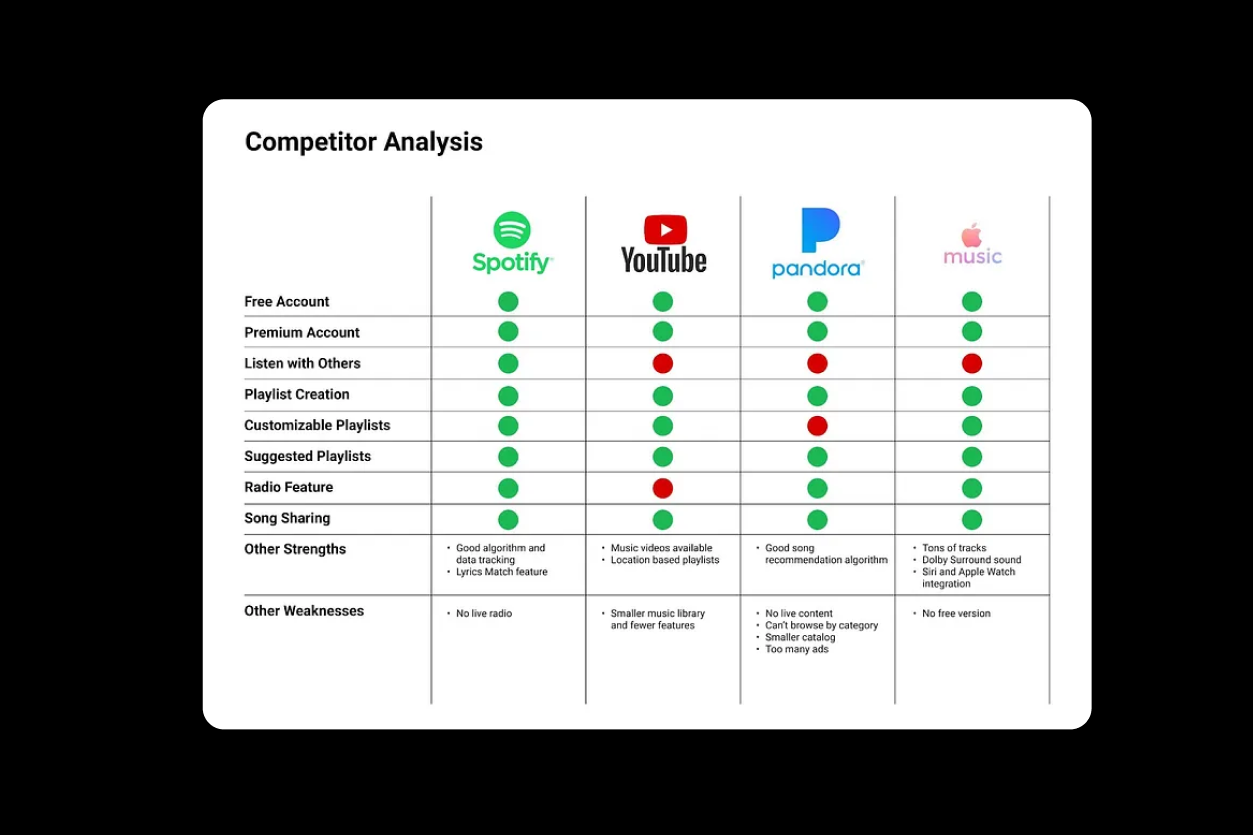 Competitor Analysis
Spotify
YouTube
pandora
music
Free Account
Premium Account
Listen with Others
Playlist Creation
Customizable Playlists
Suggested Playlists
Radio Feature
Song Sharing
Other Strengths
• Good algorithm and
data tracking
• Lyrics Match feature
• Music videos available
• Location based playlists
• Good song
recommendation algorithm
• Tons of tracks
• Dolby Surround sound
• Siri and Apple Watch
integration
Other Weaknesses
• No live radio
• Smaller music library
and fewer features
• No live content
• Can't browse by category
• Smaller catalog
• Too many ads
• No free version